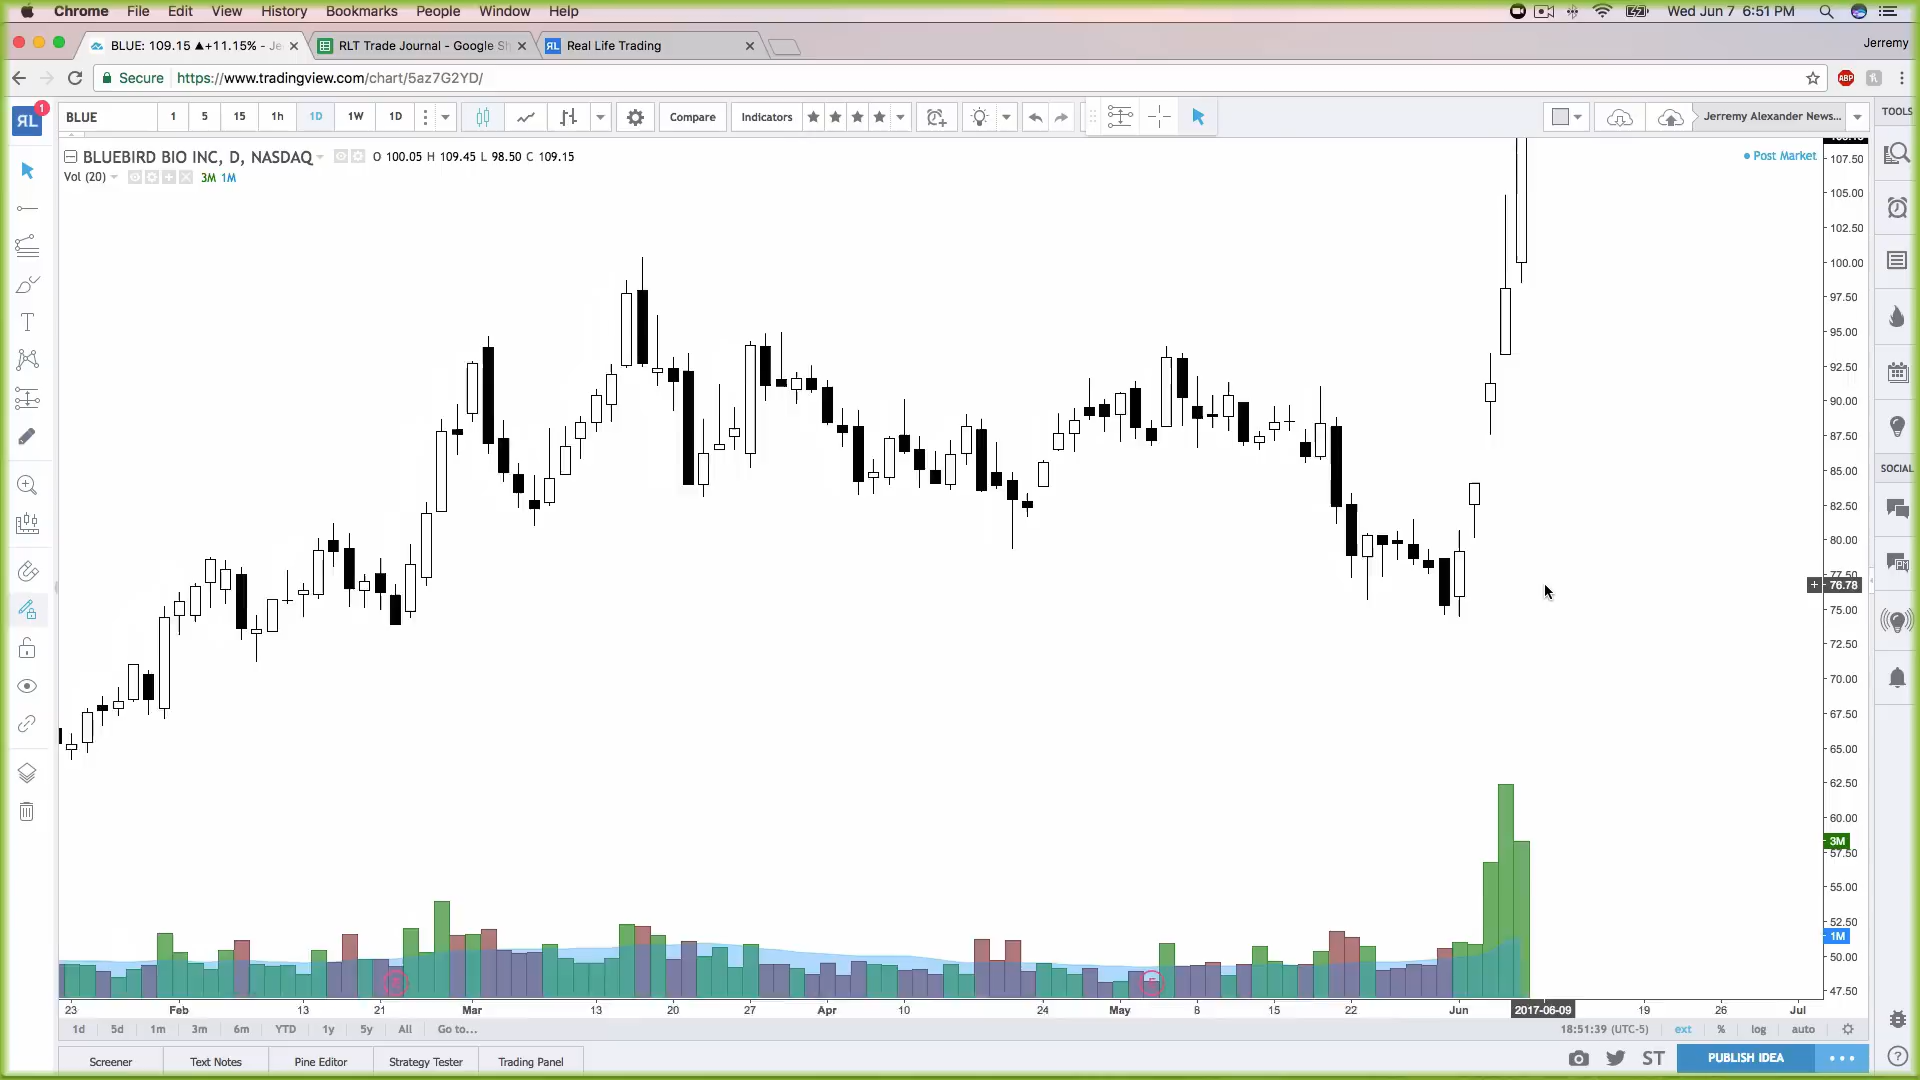 Chrome File Edit View History Bookmarks People Window Help Wed Jun 7 6:51 PM
BLUE: 109.15 ▲+11.15% - Je RLT Trade Journal - Google Sh ЯL Real Life Trading Jerremy
Secure https://www.tradingview.com/chart/5az7G2YD/ ABP
ЯL 1 BLUE 1 5 15 1h 1D 1W 1D Compare Indicators Jerremy Alexander News... TOOLS
BLUEBIRD BIO INC, D, NASDAQ O 100.05 H 109.45 L 98.50 C 109.15 Post Market
Vol (20) 3M 1M
107.50
105.00
102.50
100.00
97.50
95.00
92.50
90.00
87.50
85.00
SOCIAL
82.50
80.00
77.50
76.78
75.00
72.50
70.00
67.50
65.00
62.50
60.00
3M
57.50
55.00
52.50
1M
50.00
47.50
23 Feb 13 21 Mar 13 20 27 Apr 10 24 May 8 15 22 Jun 2017-06-09 19 26 Jul
1d 5d 1m 3m 6m YTD 1y 5y All Go to... 18:51:39 (UTC-5) ext % log auto
Screener Text Notes Pine Editor Strategy Tester Trading Panel ST PUBLISH IDEA